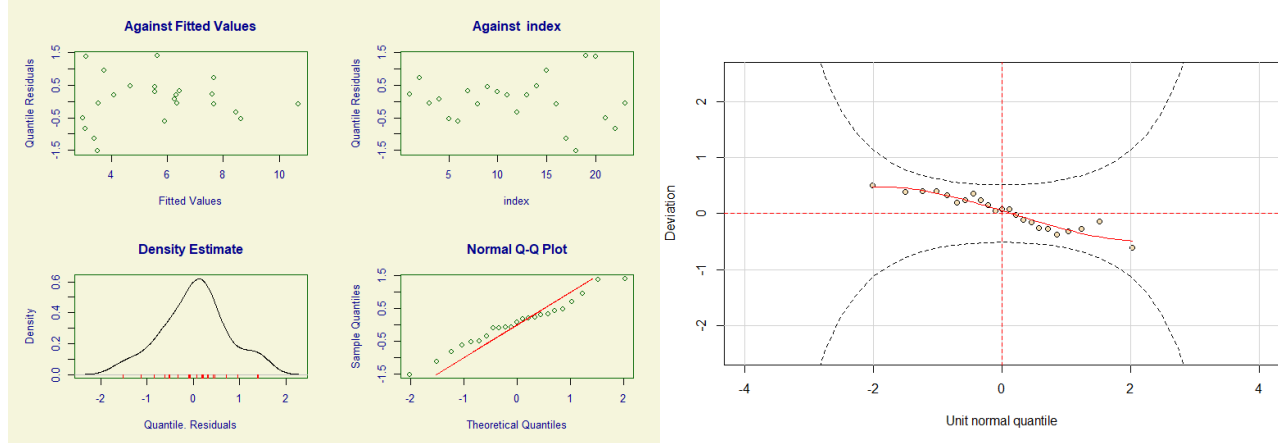 Against Fitted Values
Quantile Residuals
-1.5 -0.5 0.5 1.5
4 6 8 10
Fitted Values
Against index
Quantile Residuals
-1.5 -0.5 0.5 1.5
5 10 15 20
index
Density Estimate
Density
0.0 0.2 0.4 0.6
-2 -1 0 1 2
Quantile. Residuals
Normal Q-Q Plot
Sample Quantiles
-1.5 -0.5 0.5 1.5
-2 -1 0 1 2
Theoretical Quantiles
Deviation
2
1
0
-1
-2
-4 -2 0 2 4
Unit normal quantile